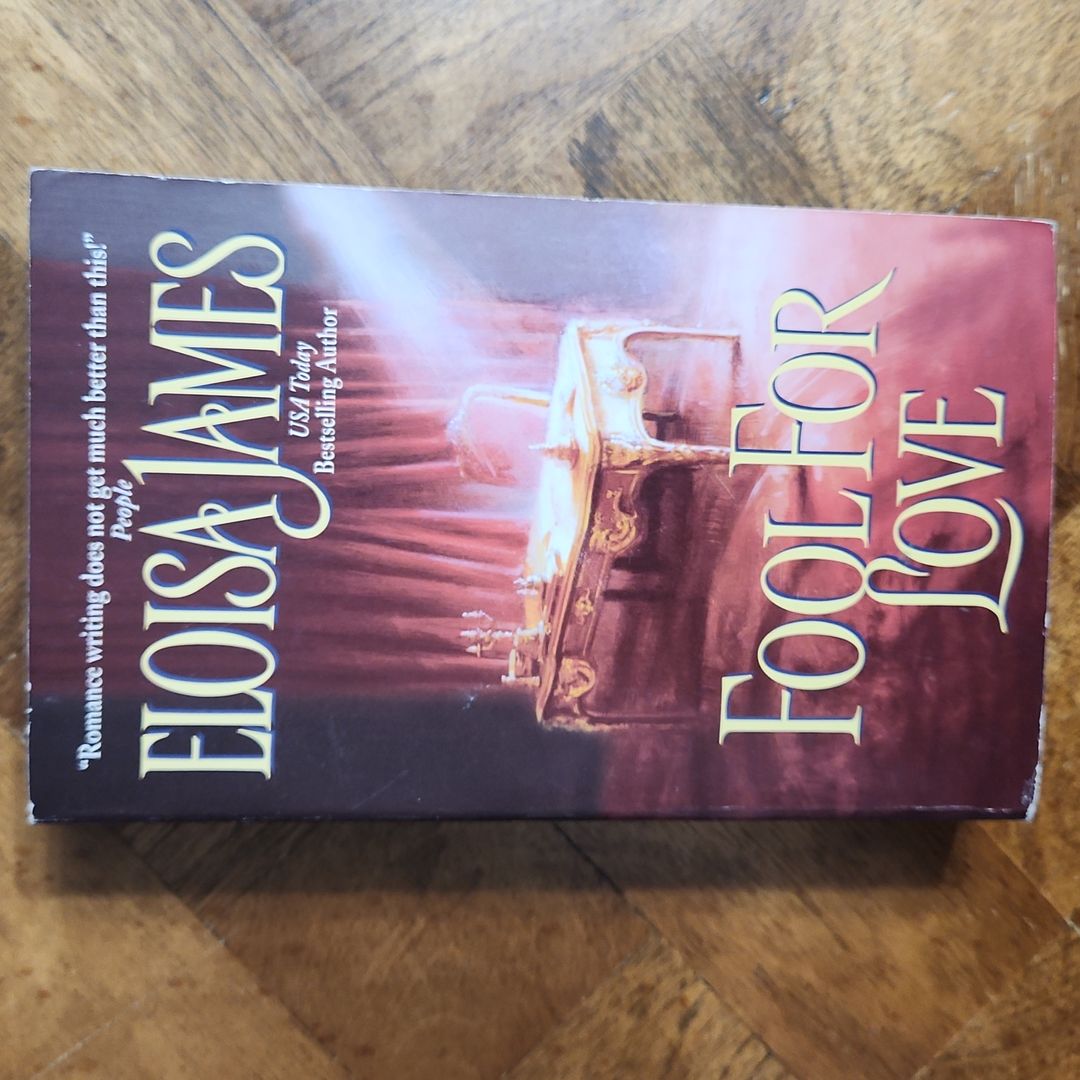 “Romance writing does not get much better than this!”
People
ELOISA JAMES
USA Today
Bestselling Author
FOOL FOR
LOVE